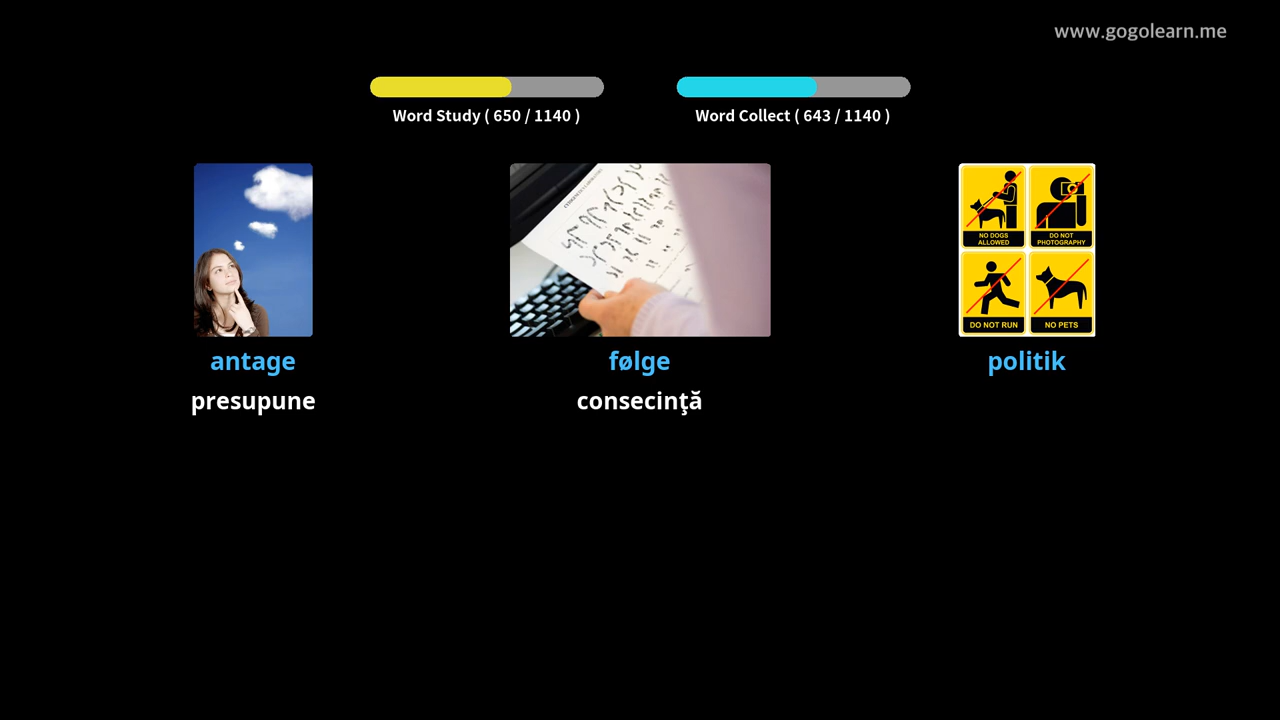 www.gogolearn.me
Word Study ( 650 / 1140 )
Word Collect ( 643 / 1140 )
NO DOGS
ALLOWED
DO NOT
PHOTOGRAPHY
DO NOT RUN
NO PETS
antage
følge
politik
presupune
consecinţă